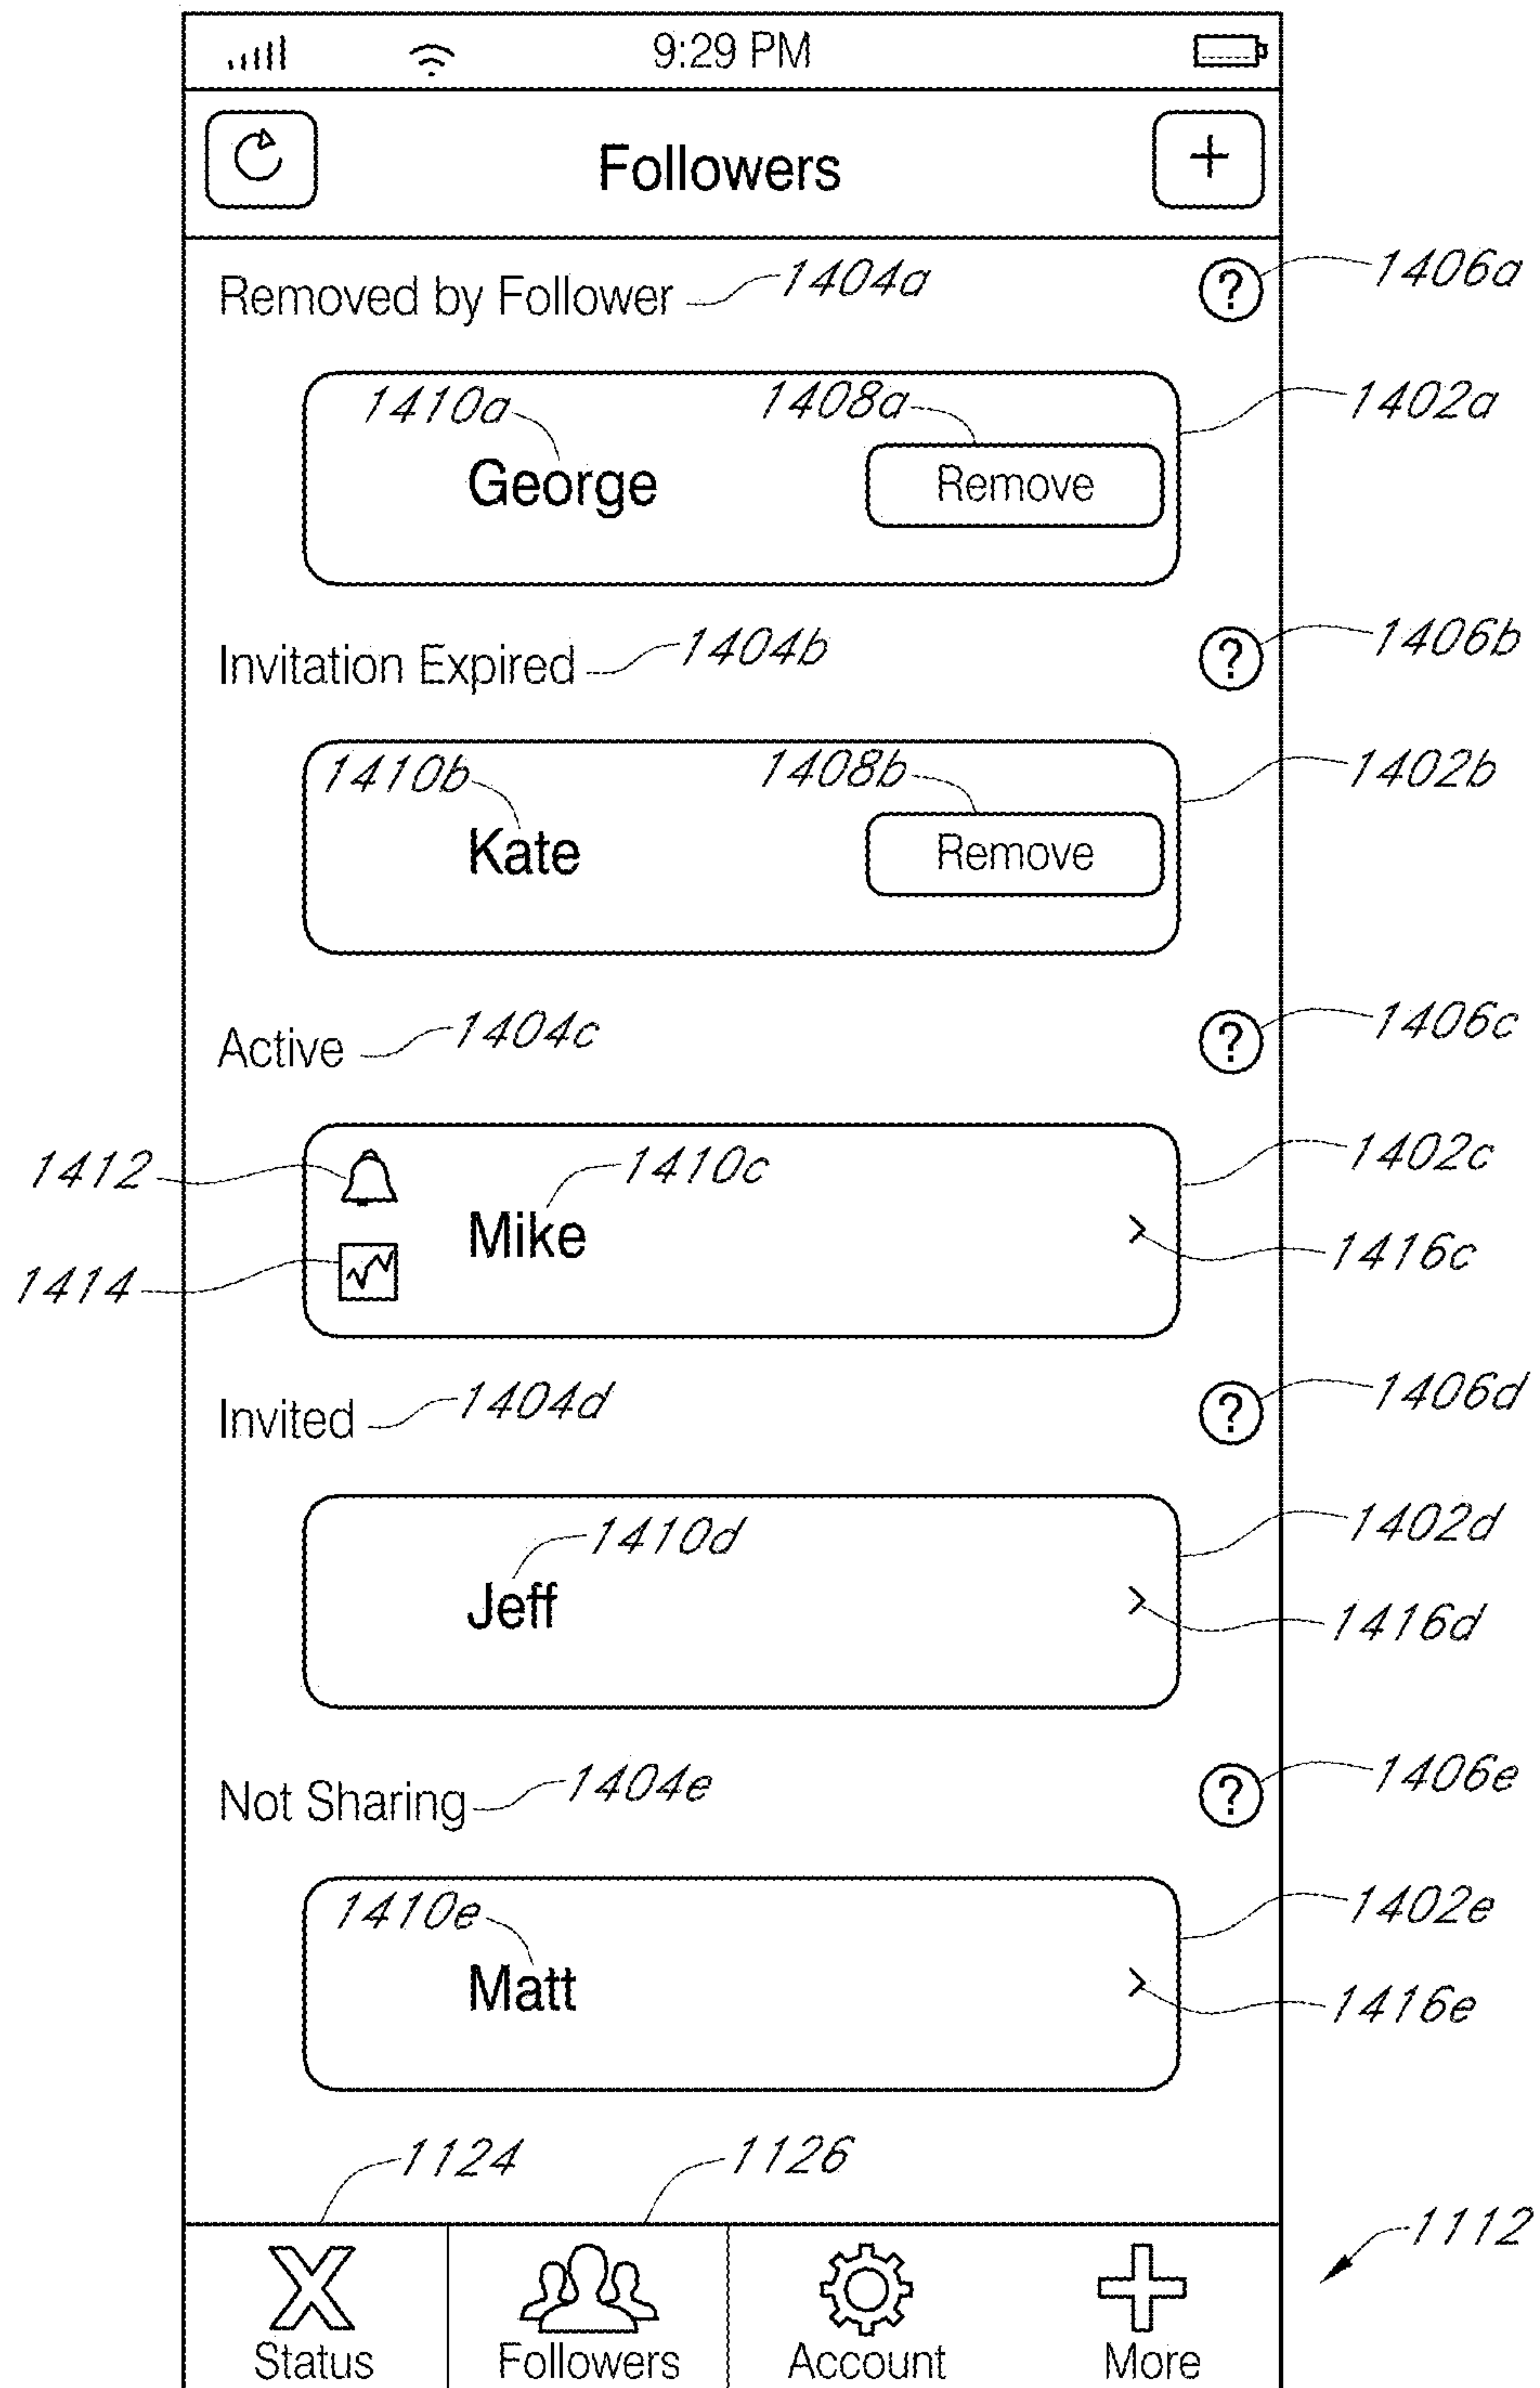 9:29 PM
Followers +
Removed by Follower 1404a ? 1406a
1410a 1408a 1402a
George Remove
Invitation Expired 1404b ? 1406b
1410b 1408b 1402b
Kate Remove
Active 1404c ? 1406c
1412 1410c 1402c
Mike > 1416c
1414
Invited 1404d ? 1406d
1410d 1402d
Jeff > 1416d
Not Sharing 1404e ? 1406e
1410e 1402e
Matt > 1416e
1124 1126
1112
X
Status Followers Account More